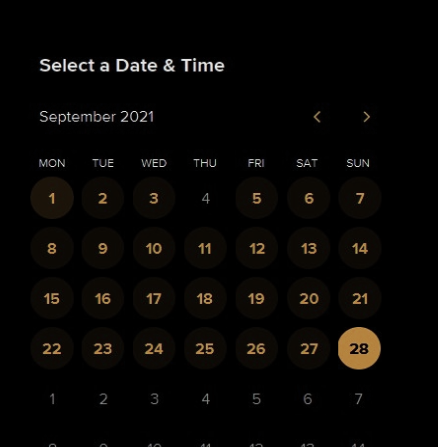 Select a Date & Time
September 2021
MON TUE WED THU FRI SAT SUN
1 2 3 4 5 6 7
8 9 10 11 12 13 14
15 16 17 18 19 20 21
22 23 24 25 26 27 28
1 2 3 4 5 6 7